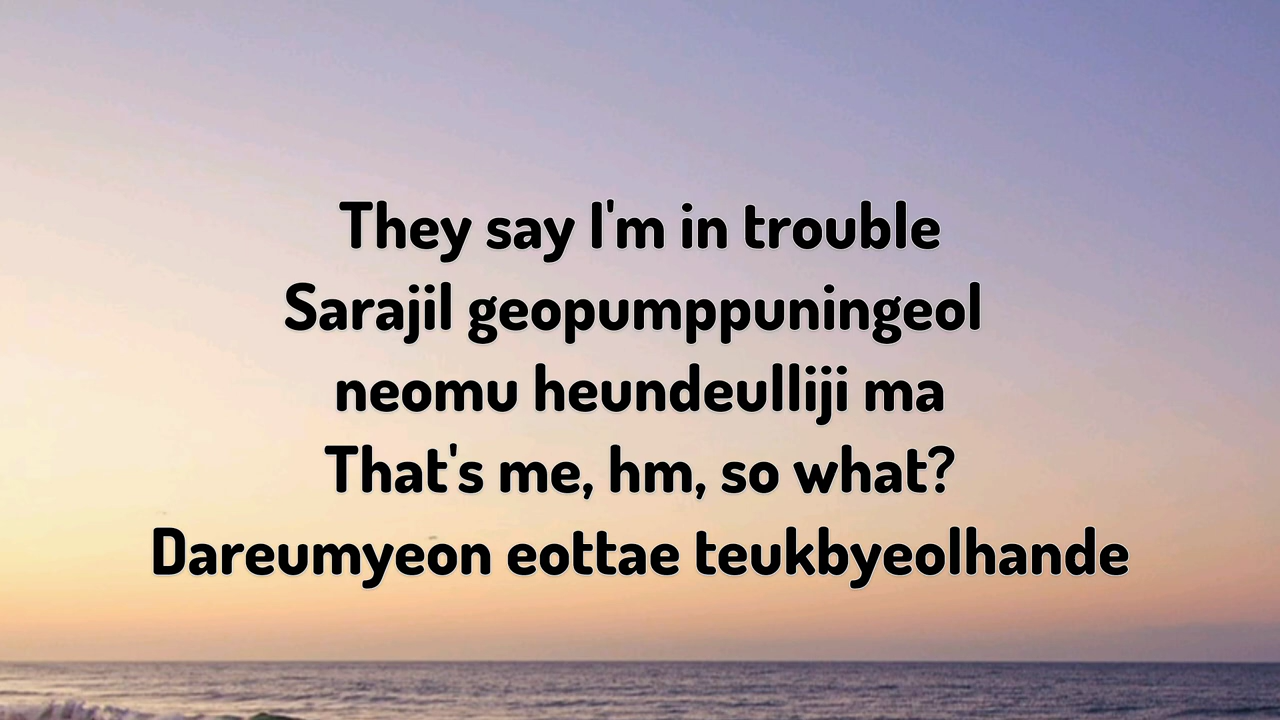 They say I'm in trouble
Sarajil geopumppuningeol
neomu heundeulliji ma
That's me, hm, so what?
Dareumyeon eottae teukbyeolhande